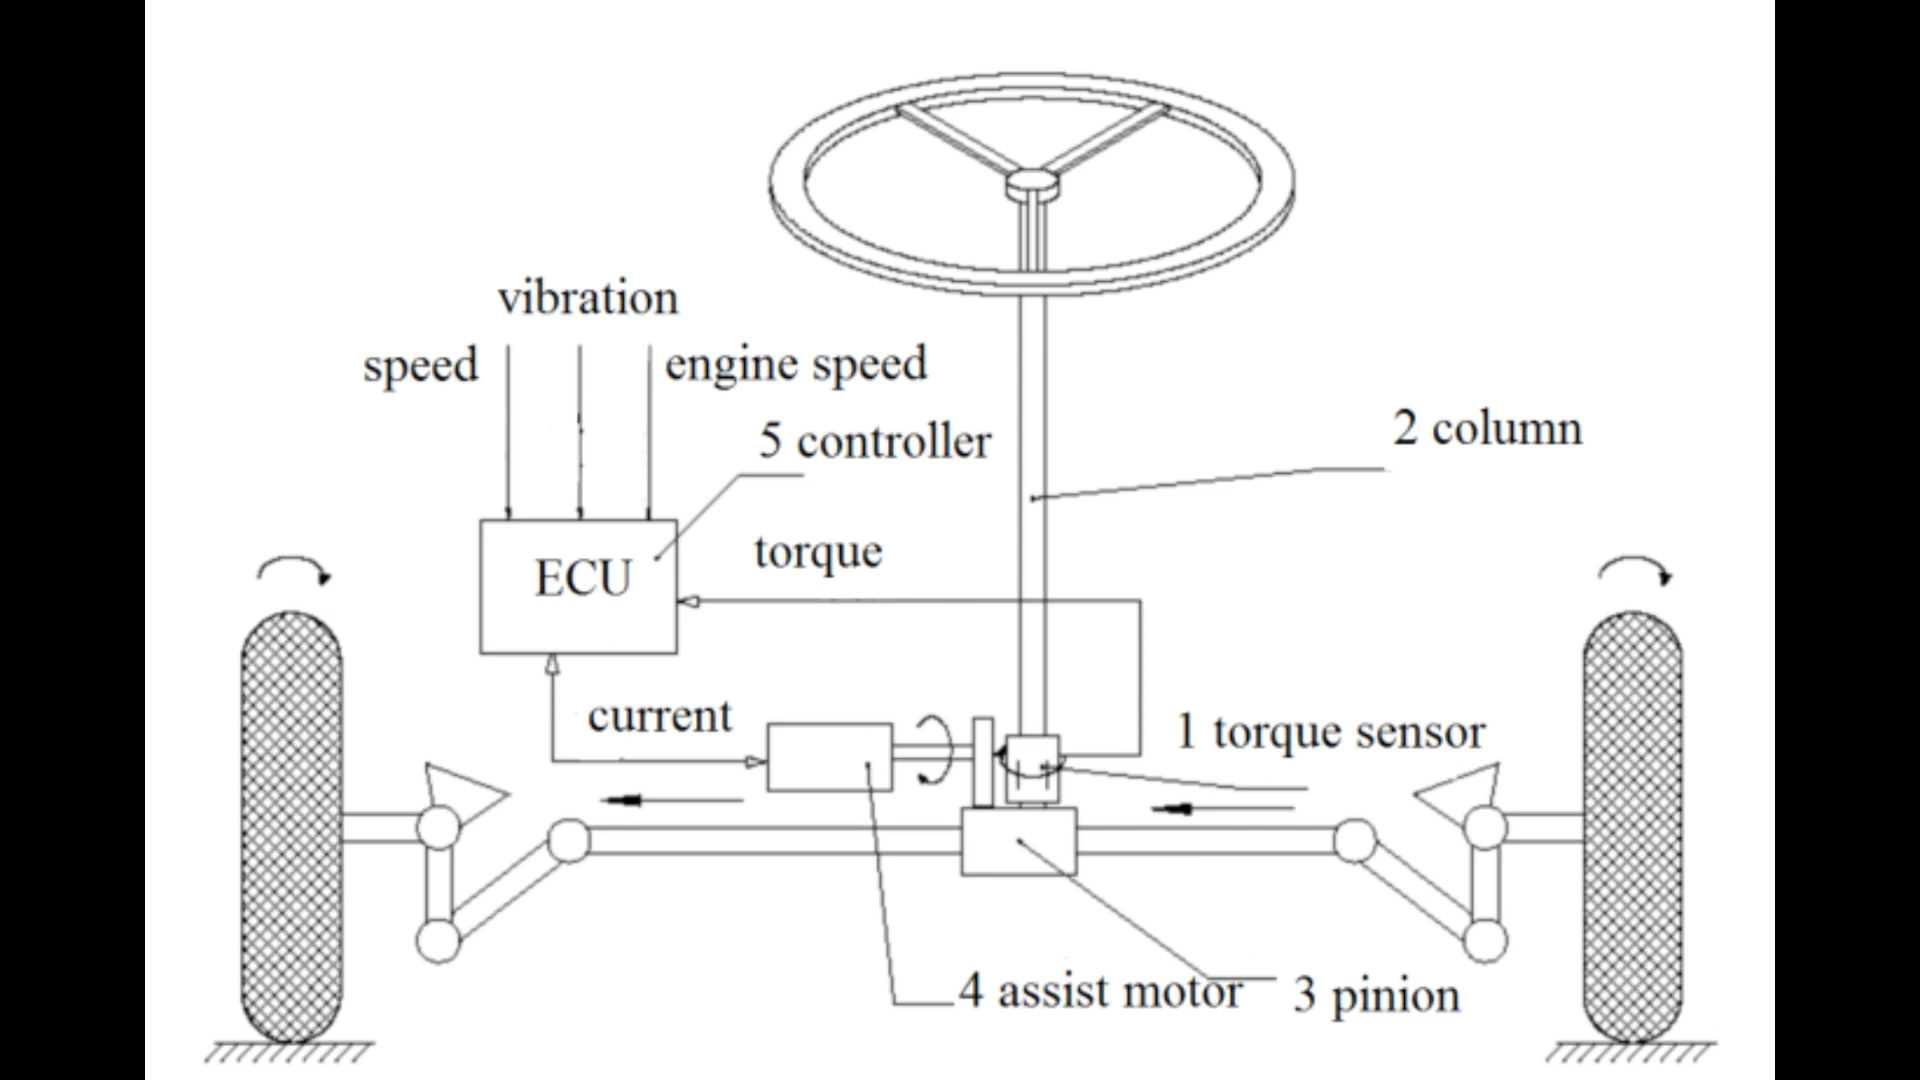 vibration
speed
engine speed
5 controller
2 column
ECU
torque
current
1 torque sensor
4 assist motor
3 pinion